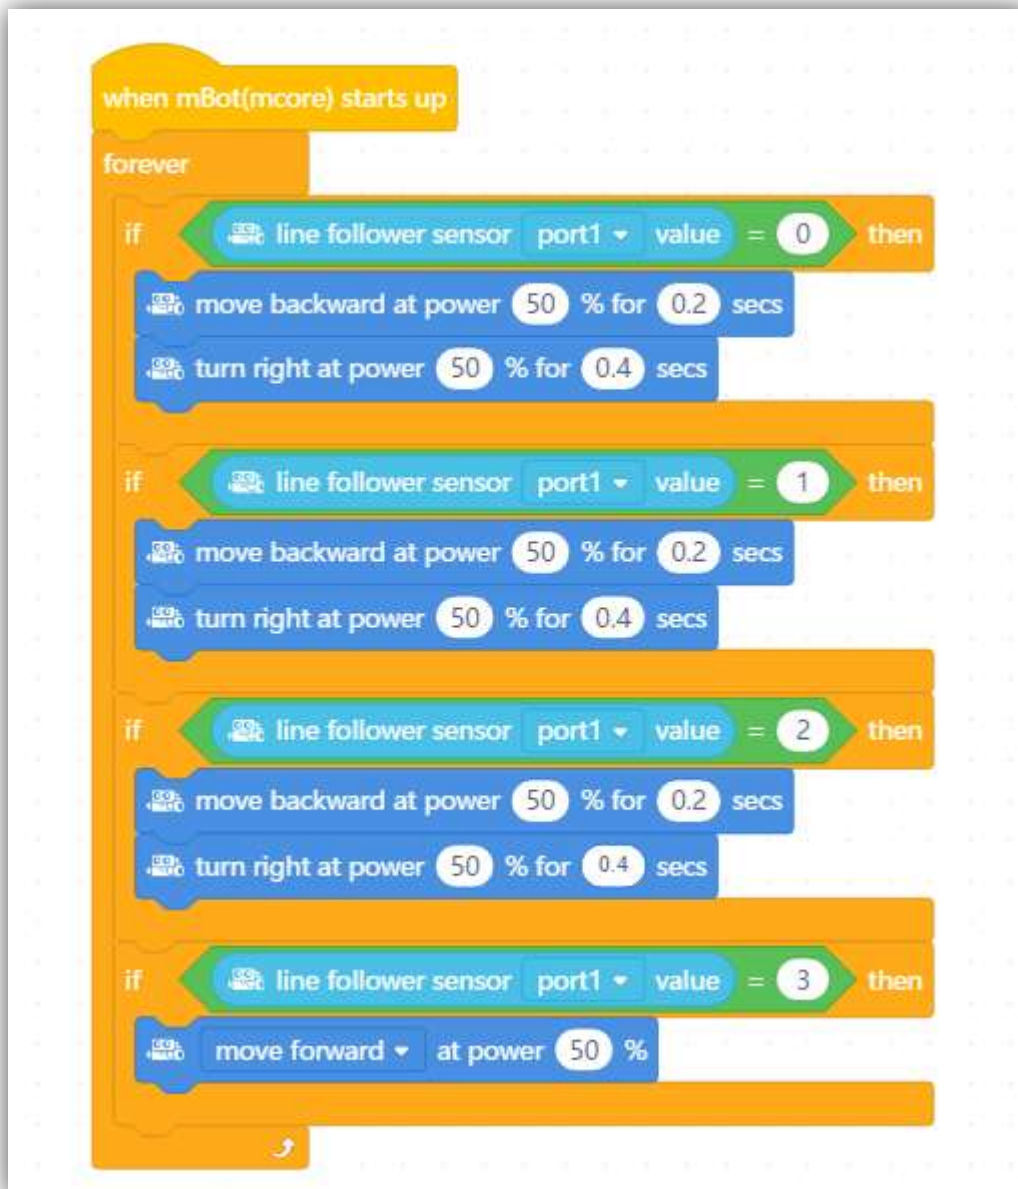 when mBot(mcore) starts up
forever
if line follower sensor port1 value = 0 then
move backward at power 50 % for 0.2 secs
turn right at power 50 % for 0.4 secs
if line follower sensor port1 value = 1 then
move backward at power 50 % for 0.2 secs
turn right at power 50 % for 0.4 secs
if line follower sensor port1 value = 2 then
move backward at power 50 % for 0.2 secs
turn right at power 50 % for 0.4 secs
if line follower sensor port1 value = 3 then
move forward at power 50 %